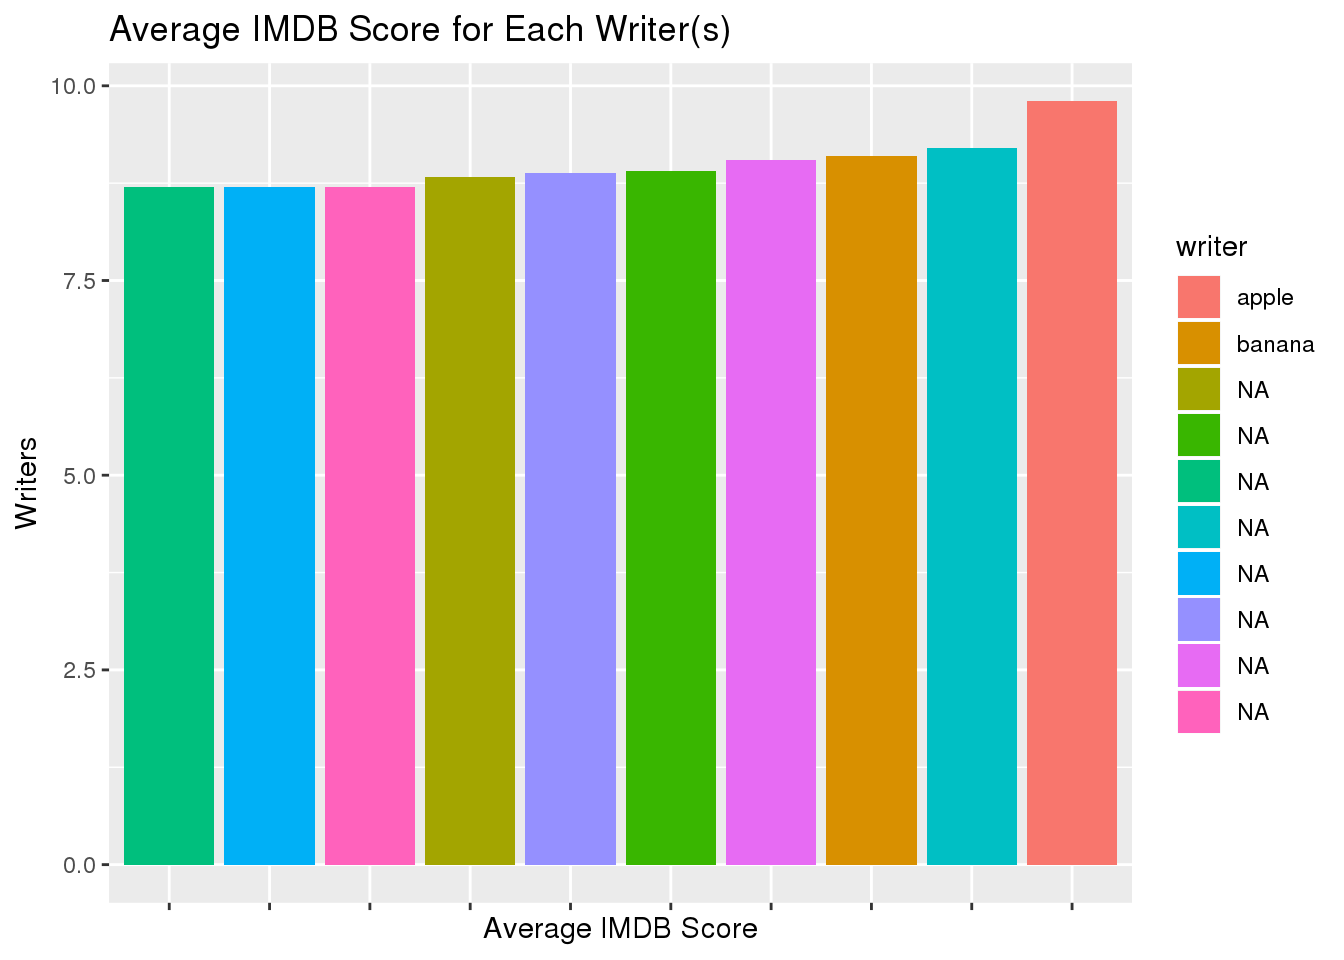 Average IMDB Score for Each Writer(s)
10.0
7.5
5.0
2.5
0.0
Writers
Average IMDB Score
writer
apple
banana
NA
NA
NA
NA
NA
NA
NA
NA